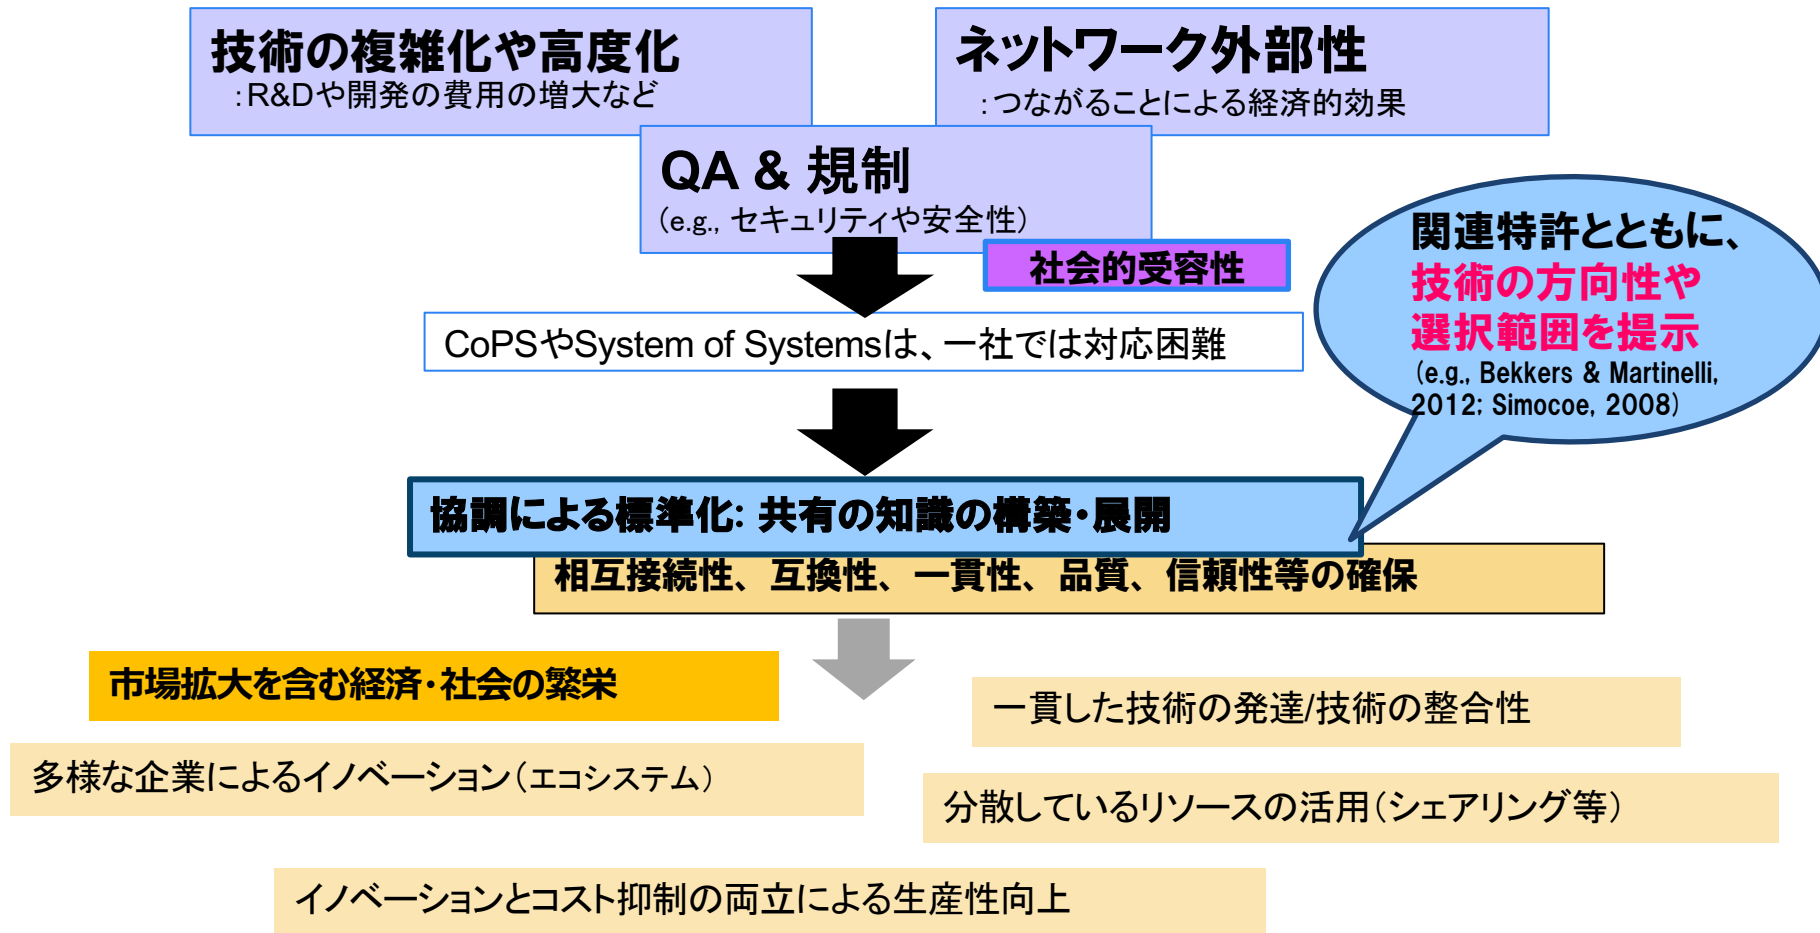 技術の複雑化や高度化
：R&Dや開発の費用の増大など
ネットワーク外部性
：つながることによる経済的効果
QA & 規制
（e.g., セキュリティや安全性）
社会的受容性
CoPSやSystem of Systemsは、一社では対応困難
関連特許とともに、
技術の方向性や
選択範囲を提示
（e.g., Bekkers & Martinelli,
2012; Simocoe, 2008）
協調による標準化: 共有の知識の構築・展開
相互接続性、互換性、一貫性、品質、信頼性等の確保
市場拡大を含む経済・社会の繁栄
一貫した技術の発達/技術の整合性
多様な企業によるイノベーション（エコシステム）
分散しているリソースの活用（シェアリング等）
イノベーションとコスト抑制の両立による生産性向上